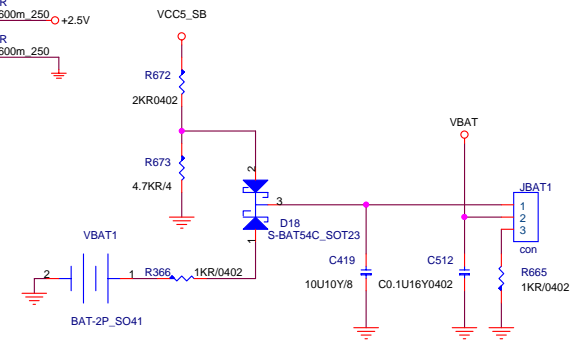 R
600m_250
+2.5V
R
600m_250
VCC5_SB
R672
2KR0402
R673
4.7KR/4
2
3
1
D18
S-BAT54C_SOT23
VBAT1
2
1
R366
1KR/0402
BAT-2P_SO41
C419
10U10Y/8
VBAT
C512
C0.1U16Y0402
JBAT1
1
2
3
con
R665
1KR/0402